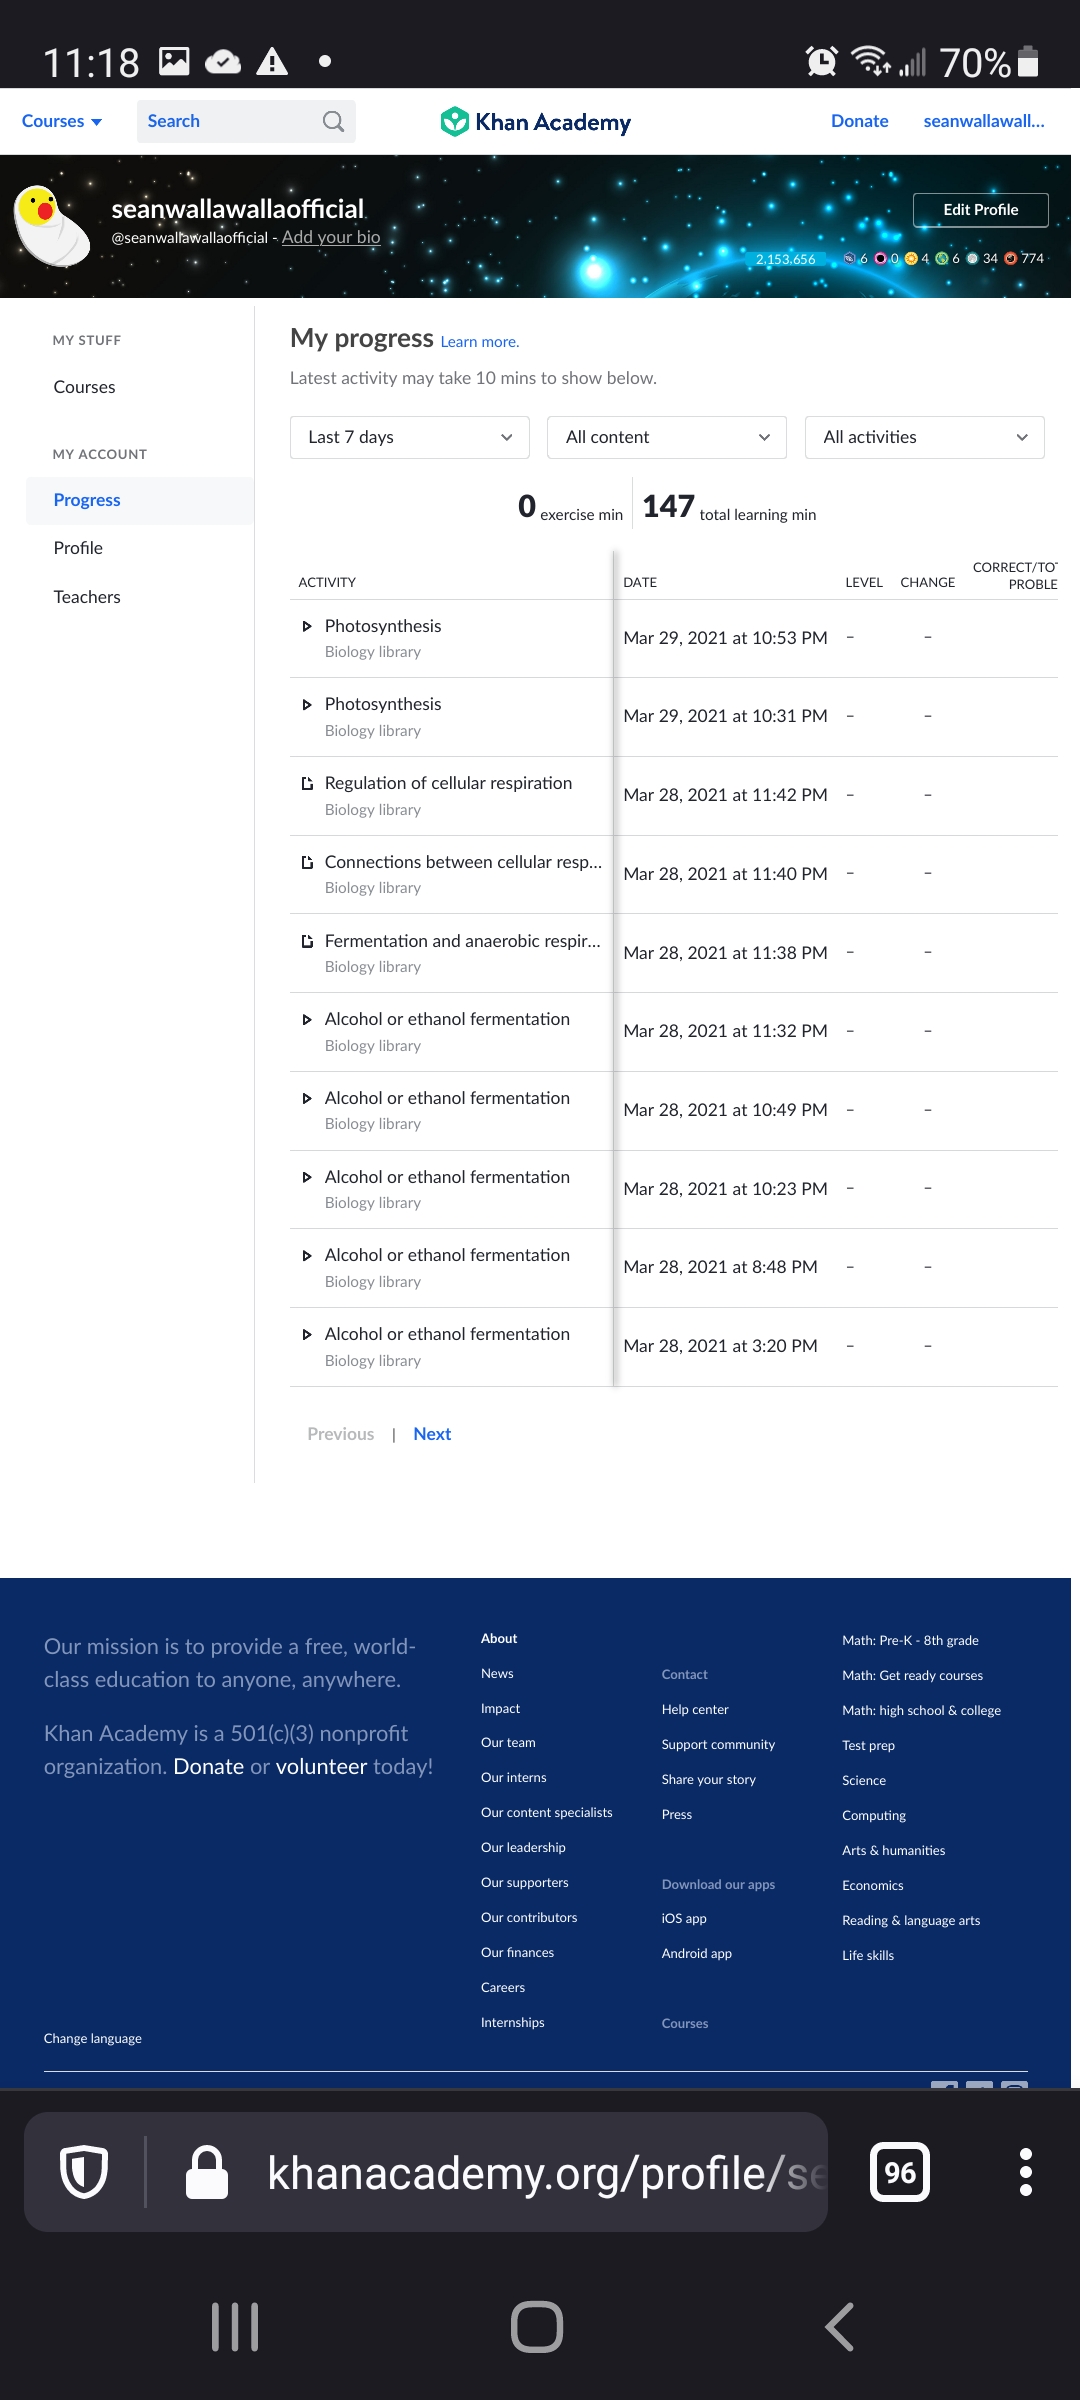 11:18
70%
Courses
Search
Khan Academy
Donate
seanwallawall...
seanwallawallaofficial
@seanwallawallaofficial - Add your bio
Edit Profile
2,153,656
6 0 4 6 34 774
MY STUFF
Courses
MY ACCOUNT
Progress
Profile
Teachers
My progress Learn more.
Latest activity may take 10 mins to show below.
Last 7 days
All content
All activities
0 exercise min
147 total learning min
ACTIVITY
DATE
LEVEL
CHANGE
CORRECT/TOT
PROBLE
Photosynthesis
Biology library
Mar 29, 2021 at 10:53 PM – –
Photosynthesis
Biology library
Mar 29, 2021 at 10:31 PM – –
Regulation of cellular respiration
Biology library
Mar 28, 2021 at 11:42 PM – –
Connections between cellular resp...
Biology library
Mar 28, 2021 at 11:40 PM – –
Fermentation and anaerobic respir...
Biology library
Mar 28, 2021 at 11:38 PM – –
Alcohol or ethanol fermentation
Biology library
Mar 28, 2021 at 11:32 PM – –
Alcohol or ethanol fermentation
Biology library
Mar 28, 2021 at 10:49 PM – –
Alcohol or ethanol fermentation
Biology library
Mar 28, 2021 at 10:23 PM – –
Alcohol or ethanol fermentation
Biology library
Mar 28, 2021 at 8:48 PM – –
Alcohol or ethanol fermentation
Biology library
Mar 28, 2021 at 3:20 PM – –
Previous | Next
Our mission is to provide a free, world-
class education to anyone, anywhere.
Khan Academy is a 501(c)(3) nonprofit
organization. Donate or volunteer today!
Change language
About
News
Impact
Our team
Our interns
Our content specialists
Our leadership
Our supporters
Our contributors
Our finances
Careers
Internships
Contact
Help center
Support community
Share your story
Press
Download our apps
iOS app
Android app
Courses
Math: Pre-K - 8th grade
Math: Get ready courses
Math: high school & college
Test prep
Science
Computing
Arts & humanities
Economics
Reading & language arts
Life skills
khanacademy.org/profile/se
96